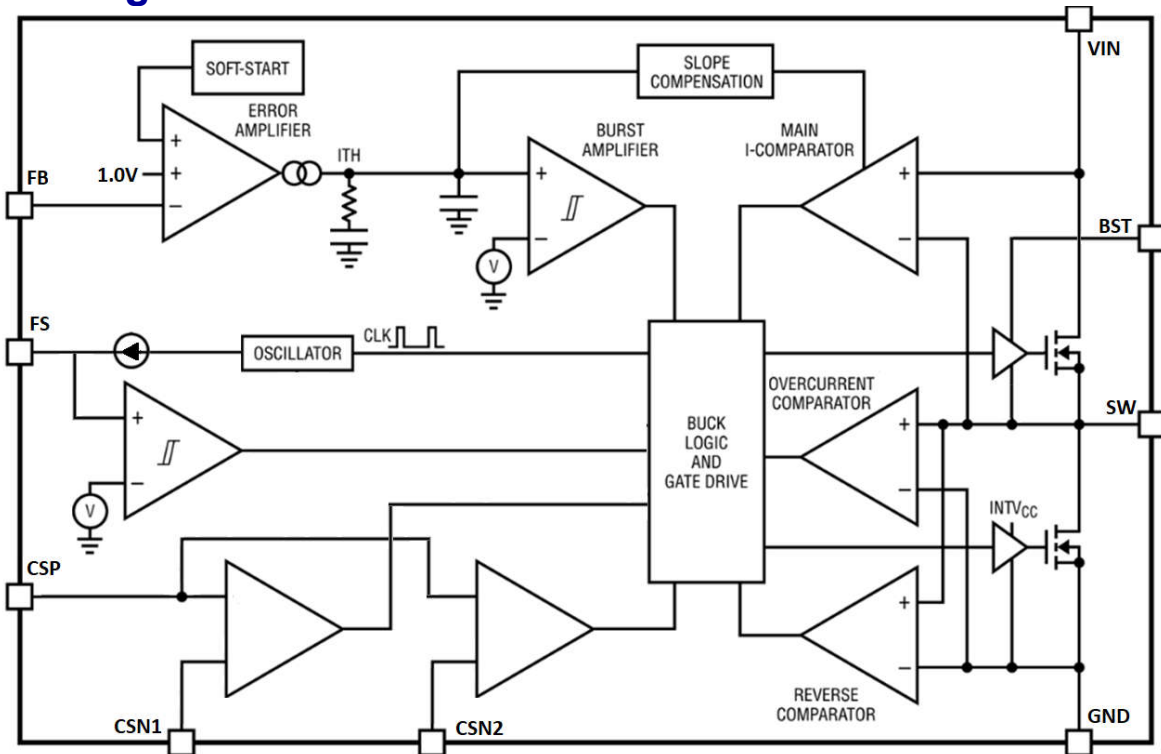 VIN
SOFT-START
SLOPE
COMPENSATION
ERROR
AMPLIFIER
BURST
AMPLIFIER
MAIN
I-COMPARATOR
ITH
FB
1.0V
+
+
−
+
−
V
+
−
BST
FS
OSCILLATOR
CLK
OVERCURRENT
COMPARATOR
SW
+
−
V
BUCK
LOGIC
AND
GATE DRIVE
+
−
INTVCC
CSP
+
−
REVERSE
COMPARATOR
CSN1
CSN2
GND